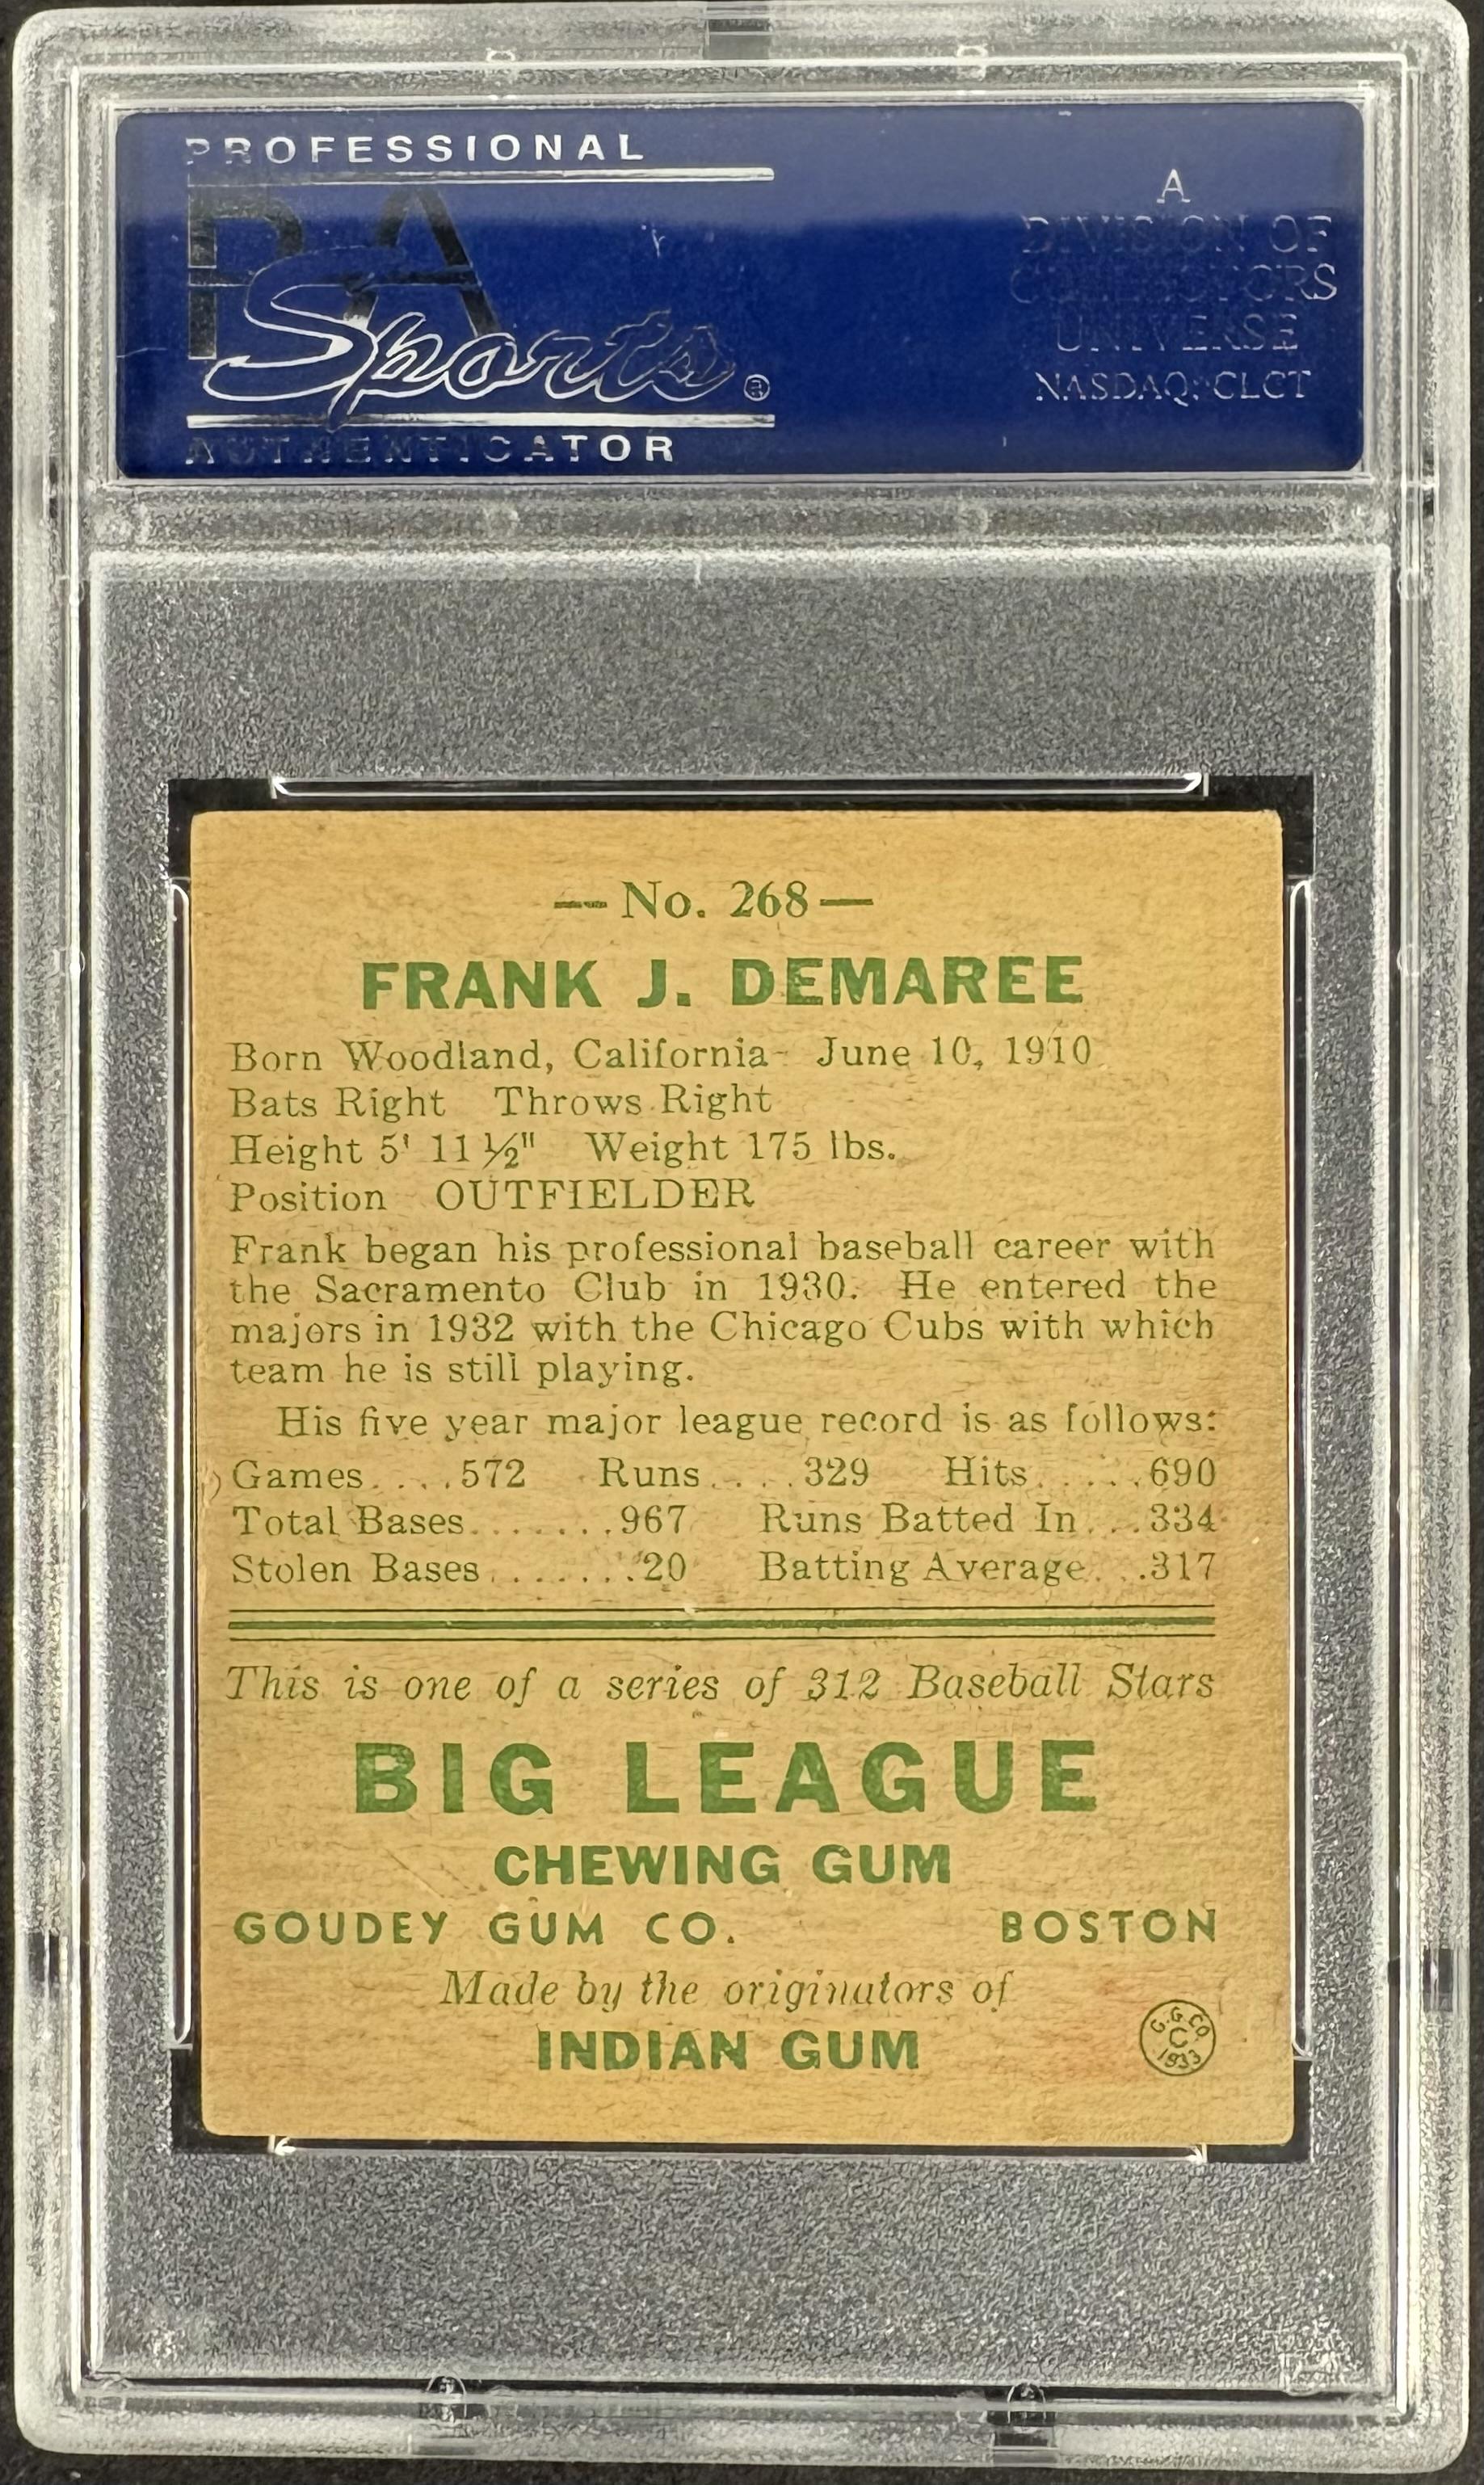 PROFESSIONAL
PSA
Sports®
AUTHENTICATOR
A
DIVISION OF
COLLECTORS
UNIVERSE
NASDAQ: CLCT
— No. 268 —
FRANK J. DEMAREE
Born Woodland, California - June 10, 1910
Bats Right Throws Right
Height 5' 11 ½" Weight 175 lbs.
Position OUTFIELDER
Frank began his professional baseball career with
the Sacramento Club in 1930. He entered the
majors in 1932 with the Chicago Cubs with which
team he is still playing.
His five year major league record is as follows:
Games....572 Runs....329 Hits.....690
Total Bases.......967 Runs Batted In...334
Stolen Bases.......20 Batting Average...317
This is one of a series of 312 Baseball Stars
BIG LEAGUE
CHEWING GUM
GOUDEY GUM CO. BOSTON
Made by the originators of
INDIAN GUM
G.G.CO.
C
1933